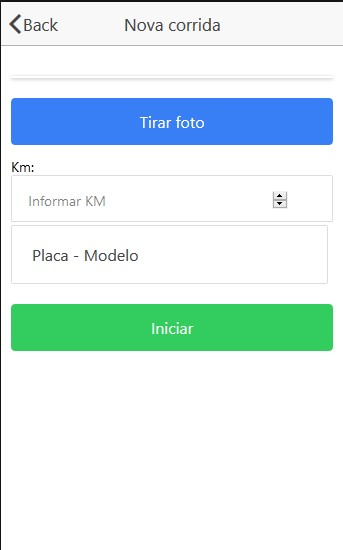 Back Nova corrida
Tirar foto
Km:
Informar KM
Placa - Modelo
Iniciar